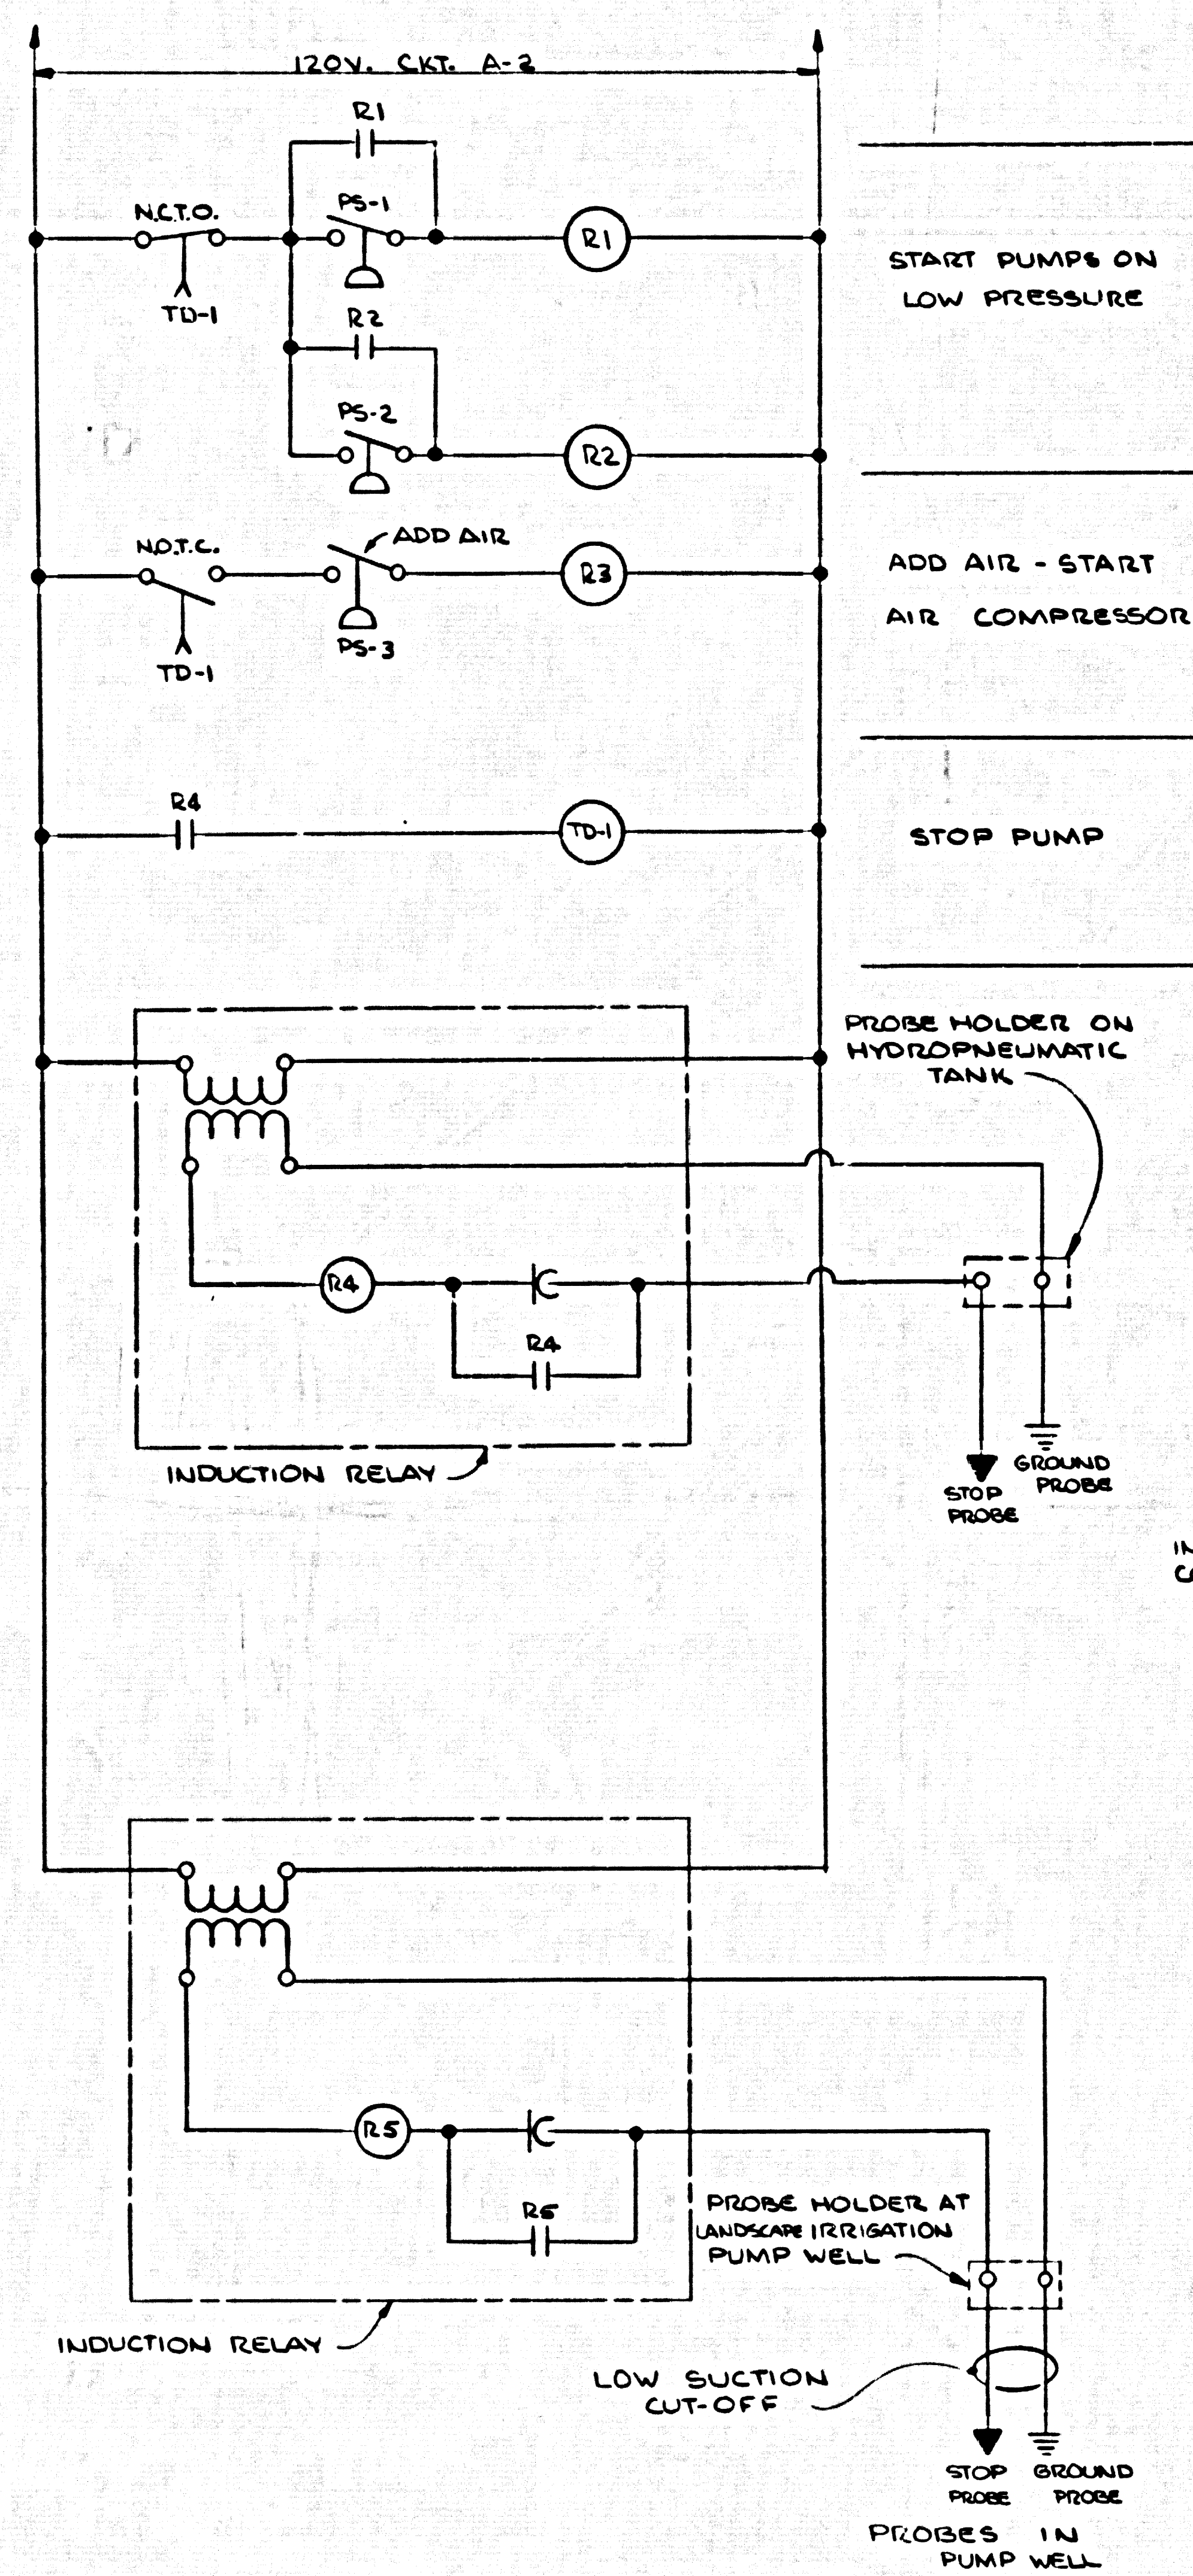 120V. CKT. A-2
R1
N.C.T.O.
PS-1
R1
TD-1
START PUMPS ON
LOW PRESSURE
R2
PS-2
R2
N.O.T.C.
ADD AIR
R3
TD-1
PS-3
ADD AIR - START
AIR COMPRESSOR
R4
TD-1
STOP PUMP
PROBE HOLDER ON
HYDROPNEUMATIC
TANK
R4
R4
INDUCTION RELAY
STOP
PROBE
GROUND
PROBE
R5
R5
PROBE HOLDER AT
LANDSCAPE IRRIGATION
PUMP WELL
INDUCTION RELAY
LOW SUCTION
CUT-OFF
STOP
PROBE
GROUND
PROBE
PROBES IN
PUMP WELL